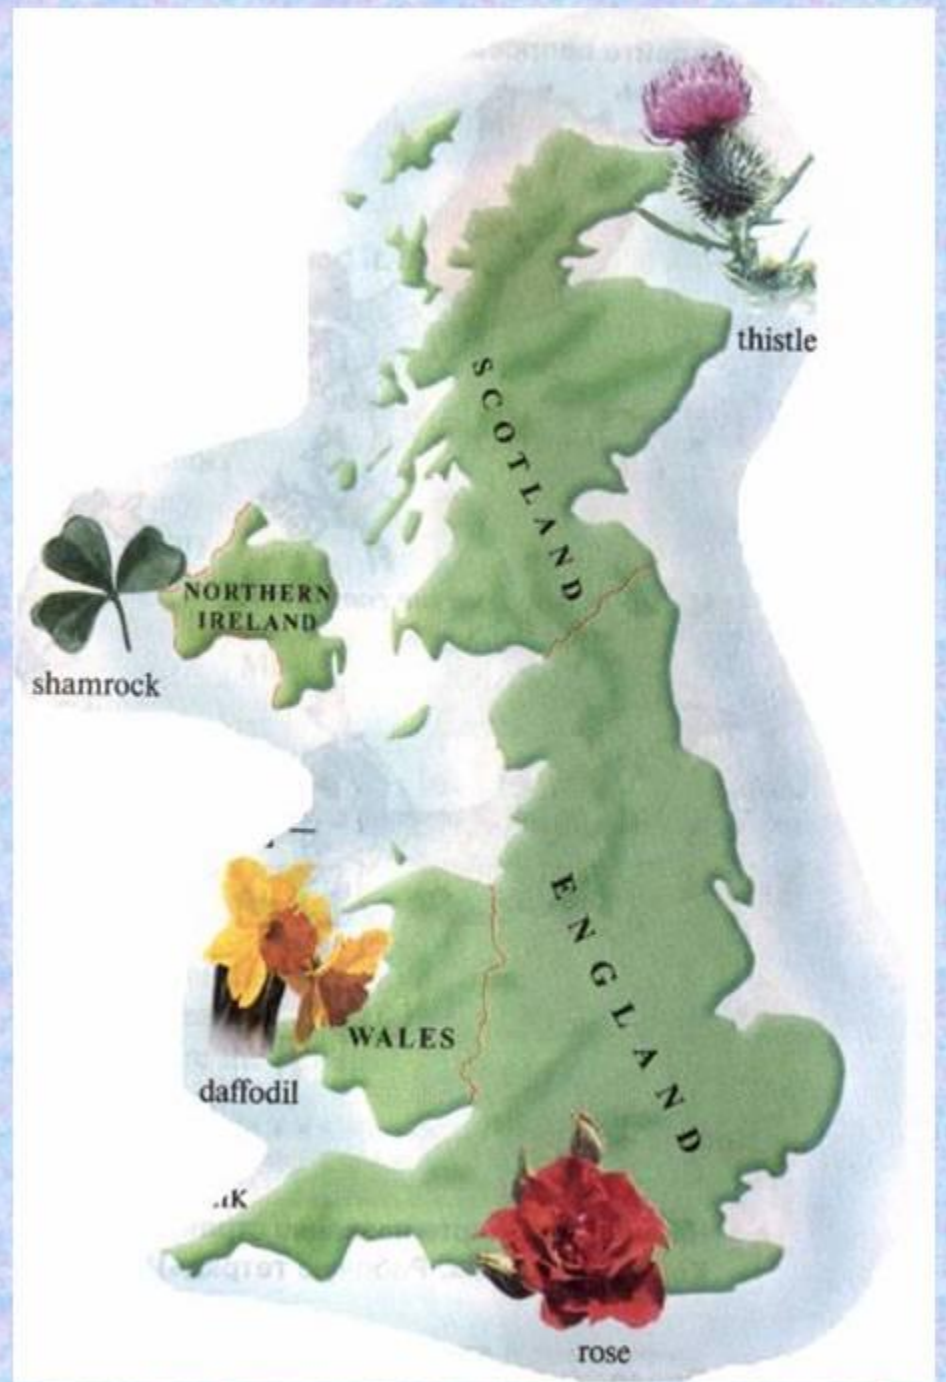 thistle
SCOTLAND
NORTHERN
IRELAND
shamrock
ENGLAND
WALES
daffodil
rose